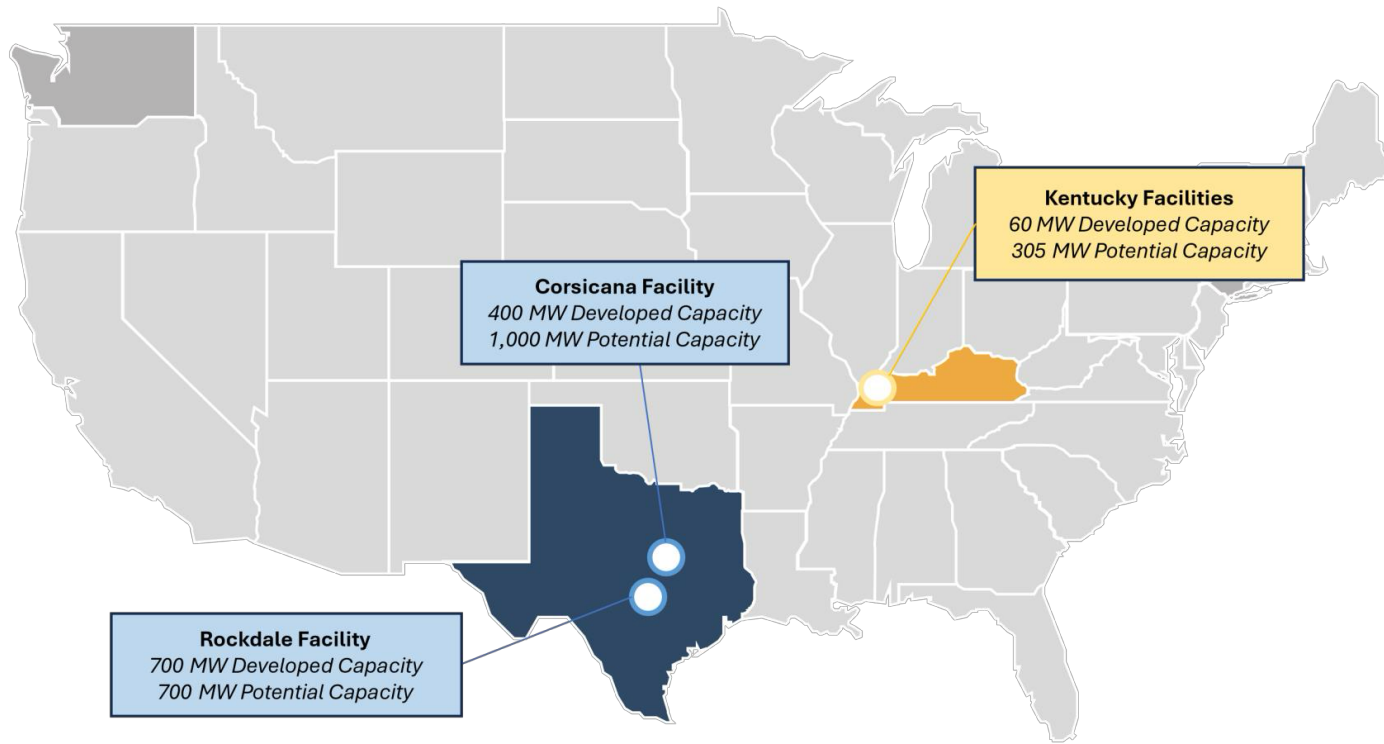 Kentucky Facilities
60 MW Developed Capacity
305 MW Potential Capacity
Corsicana Facility
400 MW Developed Capacity
1,000 MW Potential Capacity
Rockdale Facility
700 MW Developed Capacity
700 MW Potential Capacity